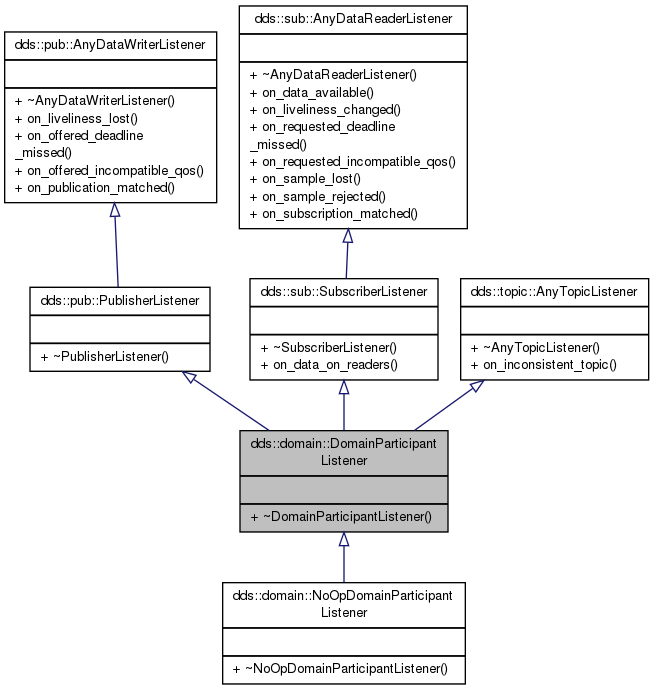 dds::pub::AnyDataWriterListener
+ ~AnyDataWriterListener()
+ on_liveliness_lost()
+ on_offered_deadline
_missed()
+ on_offered_incompatible_qos()
+ on_publication_matched()
dds::sub::AnyDataReaderListener
+ ~AnyDataReaderListener()
+ on_data_available()
+ on_liveliness_changed()
+ on_requested_deadline
_missed()
+ on_requested_incompatible_qos()
+ on_sample_lost()
+ on_sample_rejected()
+ on_subscription_matched()
dds::pub::PublisherListener
+ ~PublisherListener()
dds::sub::SubscriberListener
+ ~SubscriberListener()
+ on_data_on_readers()
dds::topic::AnyTopicListener
+ ~AnyTopicListener()
+ on_inconsistent_topic()
dds::domain::DomainParticipant
Listener
+ ~DomainParticipantListener()
dds::domain::NoOpDomainParticipant
Listener
+ ~NoOpDomainParticipantListener()